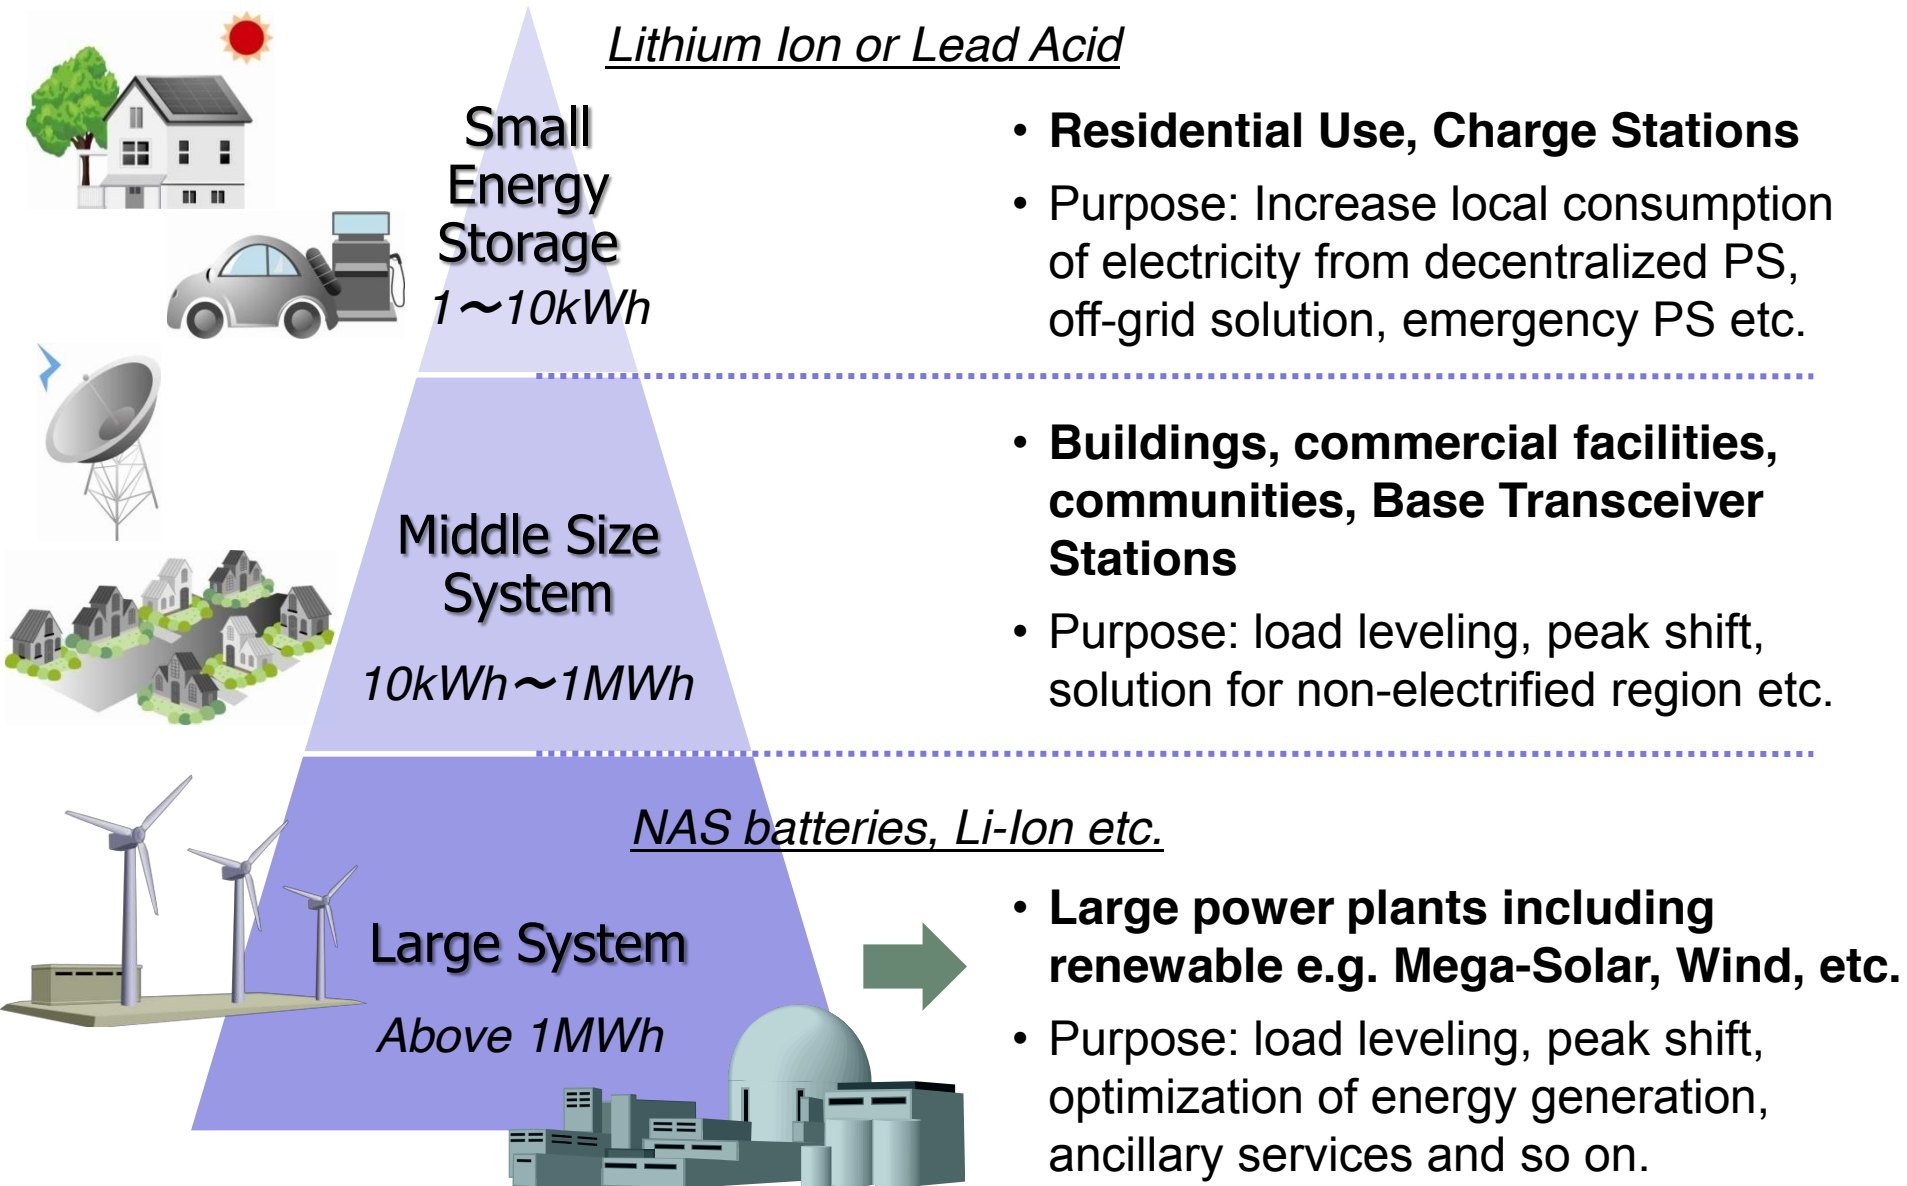 Lithium Ion or Lead Acid
Small
Energy
Storage
1～10kWh
• Residential Use, Charge Stations
• Purpose: Increase local consumption
of electricity from decentralized PS,
off-grid solution, emergency PS etc.
Middle Size
System
10kWh～1MWh
• Buildings, commercial facilities,
communities, Base Transceiver
Stations
• Purpose: load leveling, peak shift,
solution for non-electrified region etc.
NAS batteries, Li-Ion etc.
Large System
Above 1MWh
• Large power plants including
renewable e.g. Mega-Solar, Wind, etc.
• Purpose: load leveling, peak shift,
optimization of energy generation,
ancillary services and so on.